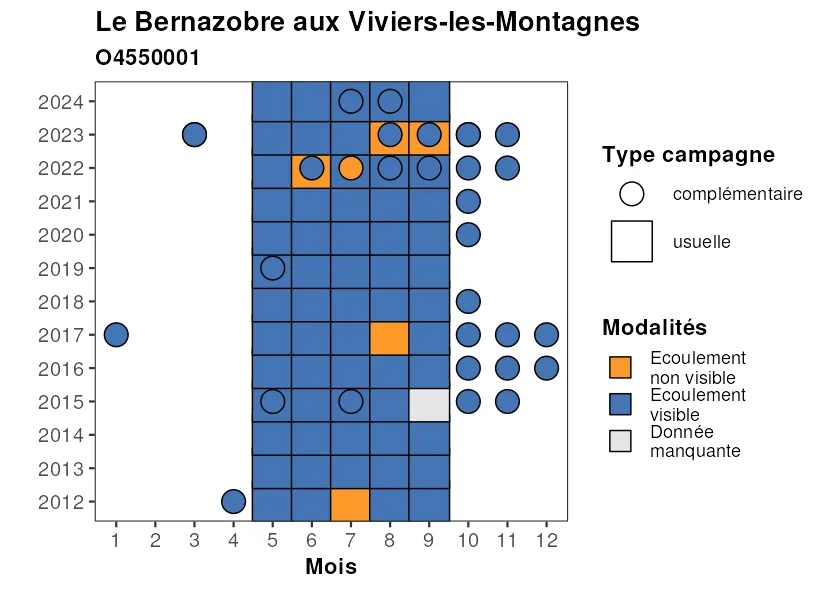 Le Bernazobre aux Viviers-les-Montagnes
O4550001
2024
2023
2022
2021
2020
2019
2018
2017
2016
2015
2014
2013
2012
1 2 3 4 5 6 7 8 9 10 11 12
Mois
Type campagne
complémentaire
usuelle
Modalités
Ecoulement
non visible
Ecoulement
visible
Donnée
manquante